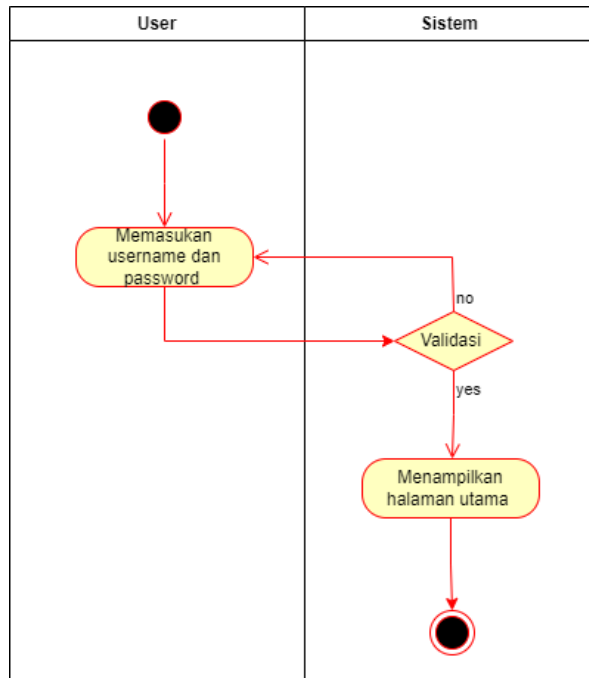 User
Sistem
Memasukan
username dan
password
no
Validasi
yes
Menampilkan
halaman utama